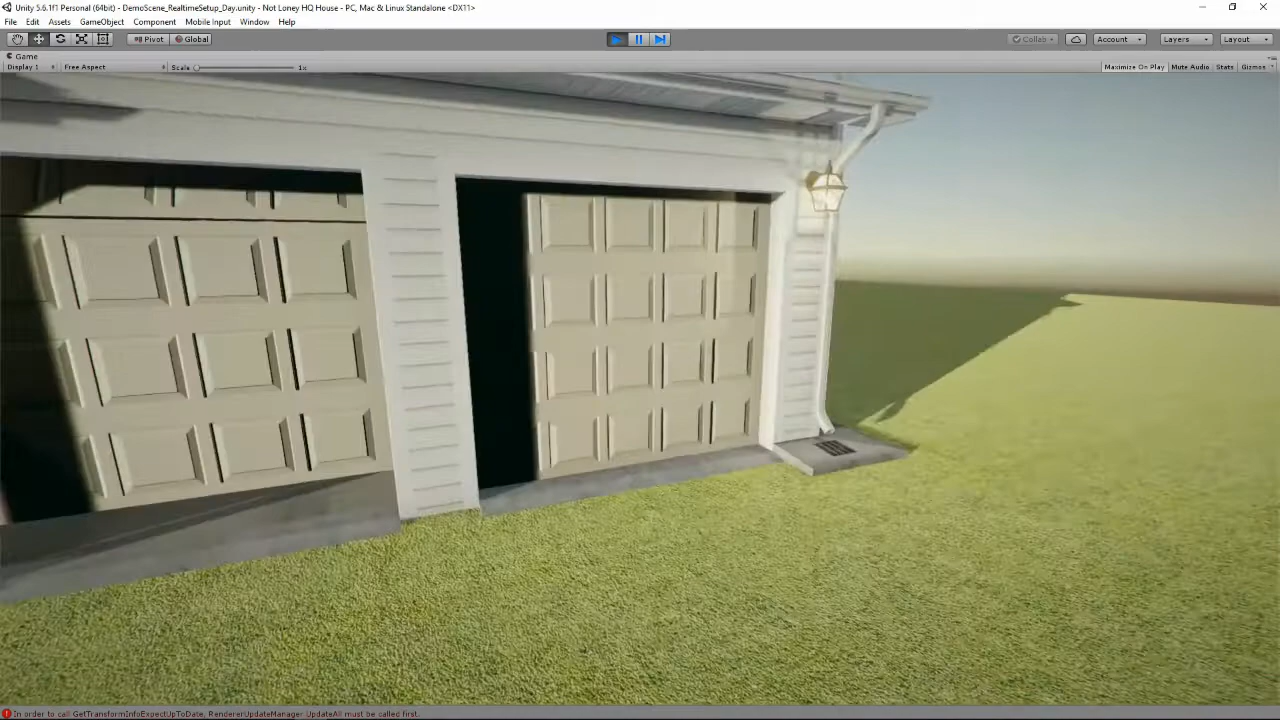 Unity 5.6.1f1 Personal (64bit) - DemoScene_RealtimeSetup_Day.unity - Not Loney HQ House - PC, Mac & Linux Standalone <DX11>
File Edit Assets GameObject Component Mobile Input Window Help
Pivot Global Collab Account Layers Layout
Game
Display 1 Free Aspect Scale 1x Maximize On Play Mute Audio Stats Gizmos
In order to call GetTransformInfoExpectUpToDate, RendererUpdateManager.UpdateAll must be called first.